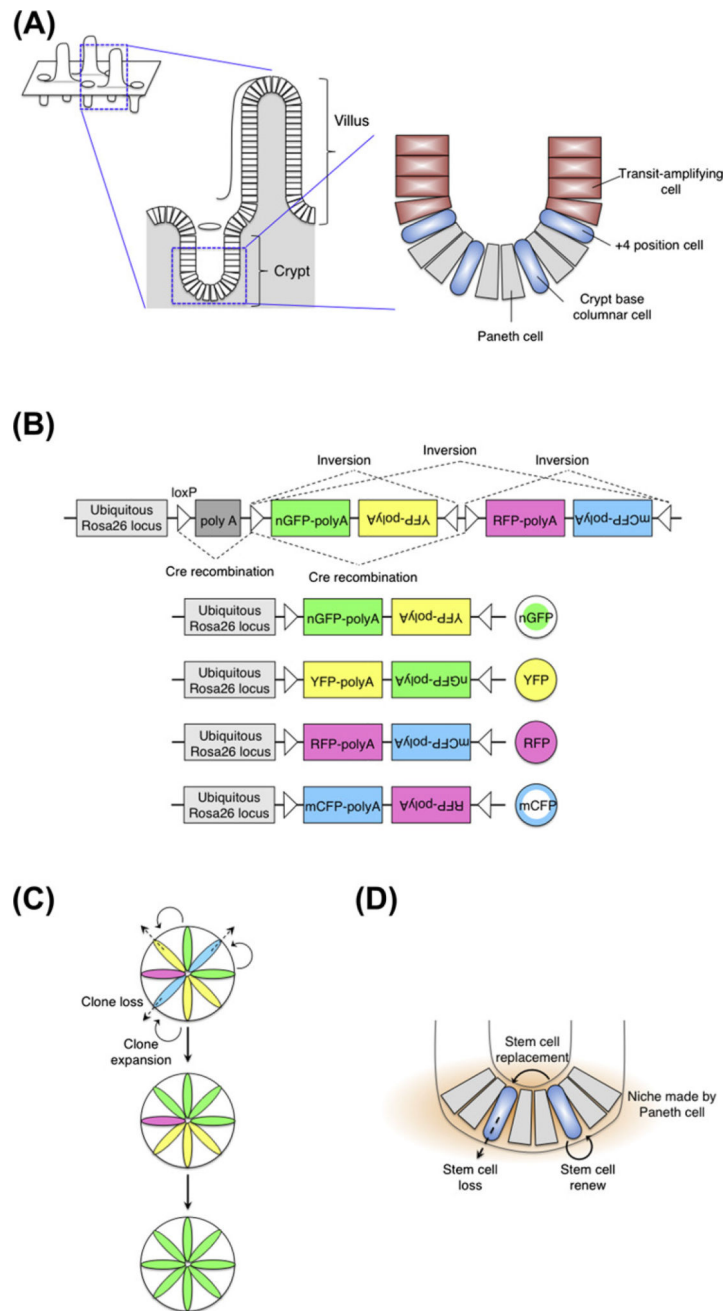 (A)
Villus
Crypt
Transit-amplifying
cell
+4 position cell
Crypt base
columnar cell
Paneth cell
(B)
Inversion
Inversion
Inversion
loxP
Ubiquitous
Rosa26 locus
poly A
nGFP-polyA
YFP-polyA
RFP-polyA
mCFP-polyA
Cre recombination
Cre recombination
Ubiquitous
Rosa26 locus
nGFP-polyA
YFP-polyA
nGFP
Ubiquitous
Rosa26 locus
YFP-polyA
nGFP-polyA
YFP
Ubiquitous
Rosa26 locus
RFP-polyA
mCFP-polyA
RFP
Ubiquitous
Rosa26 locus
mCFP-polyA
RFP-polyA
mCFP
(C)
Clone loss
Clone
expansion
(D)
Stem cell
replacement
Niche made by
Paneth cell
Stem cell
loss
Stem cell
renew